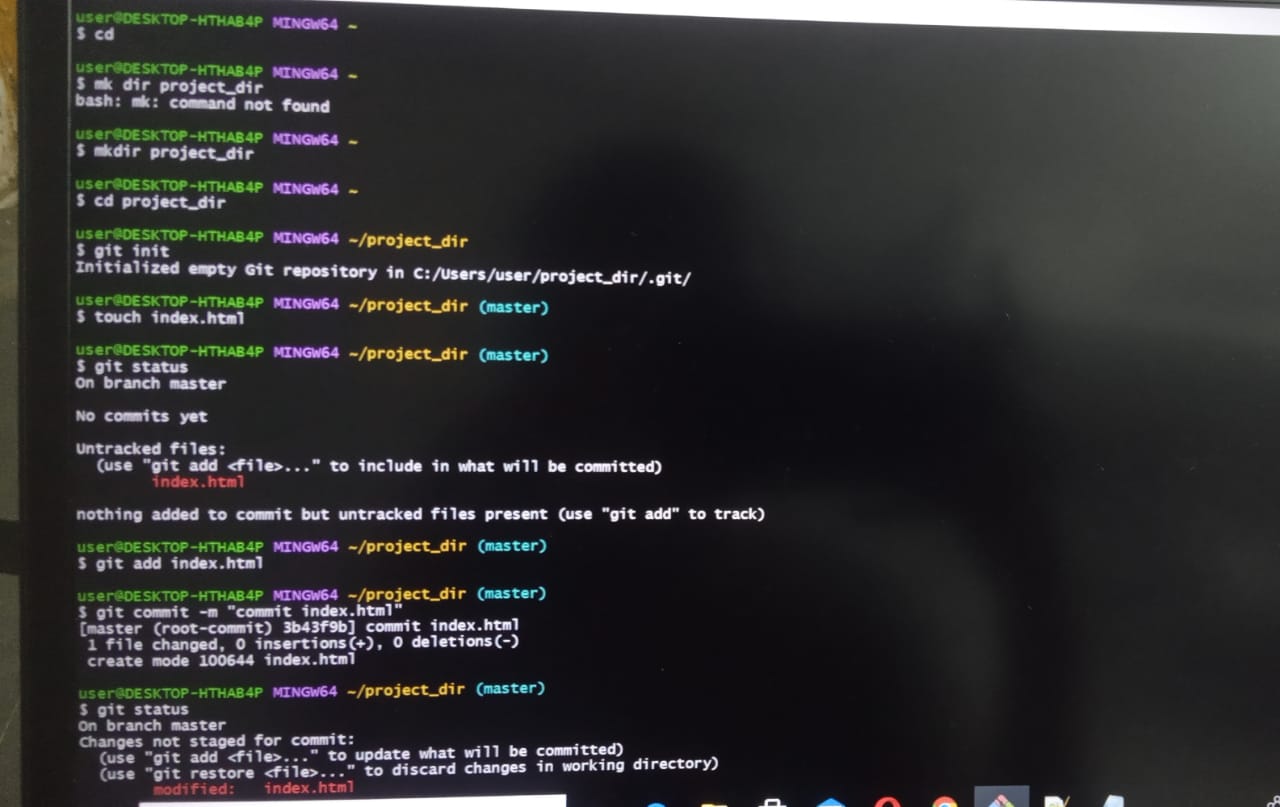 user@DESKTOP-HTHAB4P MINGW64 ~
$ cd
user@DESKTOP-HTHAB4P MINGW64 ~
$ mk dir project_dir
bash: mk: command not found
user@DESKTOP-HTHAB4P MINGW64 ~
$ mkdir project_dir
user@DESKTOP-HTHAB4P MINGW64 ~
$ cd project_dir
user@DESKTOP-HTHAB4P MINGW64 ~/project_dir
$ git init
Initialized empty Git repository in C:/Users/user/project_dir/.git/
user@DESKTOP-HTHAB4P MINGW64 ~/project_dir (master)
$ touch index.html
user@DESKTOP-HTHAB4P MINGW64 ~/project_dir (master)
$ git status
On branch master
No commits yet
Untracked files:
(use "git add <file>..." to include in what will be committed)
index.html
nothing added to commit but untracked files present (use "git add" to track)
user@DESKTOP-HTHAB4P MINGW64 ~/project_dir (master)
$ git add index.html
user@DESKTOP-HTHAB4P MINGW64 ~/project_dir (master)
$ git commit -m "commit index.html"
[master (root-commit) 3b43f9b] commit index.html
1 file changed, 0 insertions(+), 0 deletions(-)
create mode 100644 index.html
user@DESKTOP-HTHAB4P MINGW64 ~/project_dir (master)
$ git status
On branch master
Changes not staged for commit:
(use "git add <file>..." to update what will be committed)
(use "git restore <file>..." to discard changes in working directory)
modified: index.html